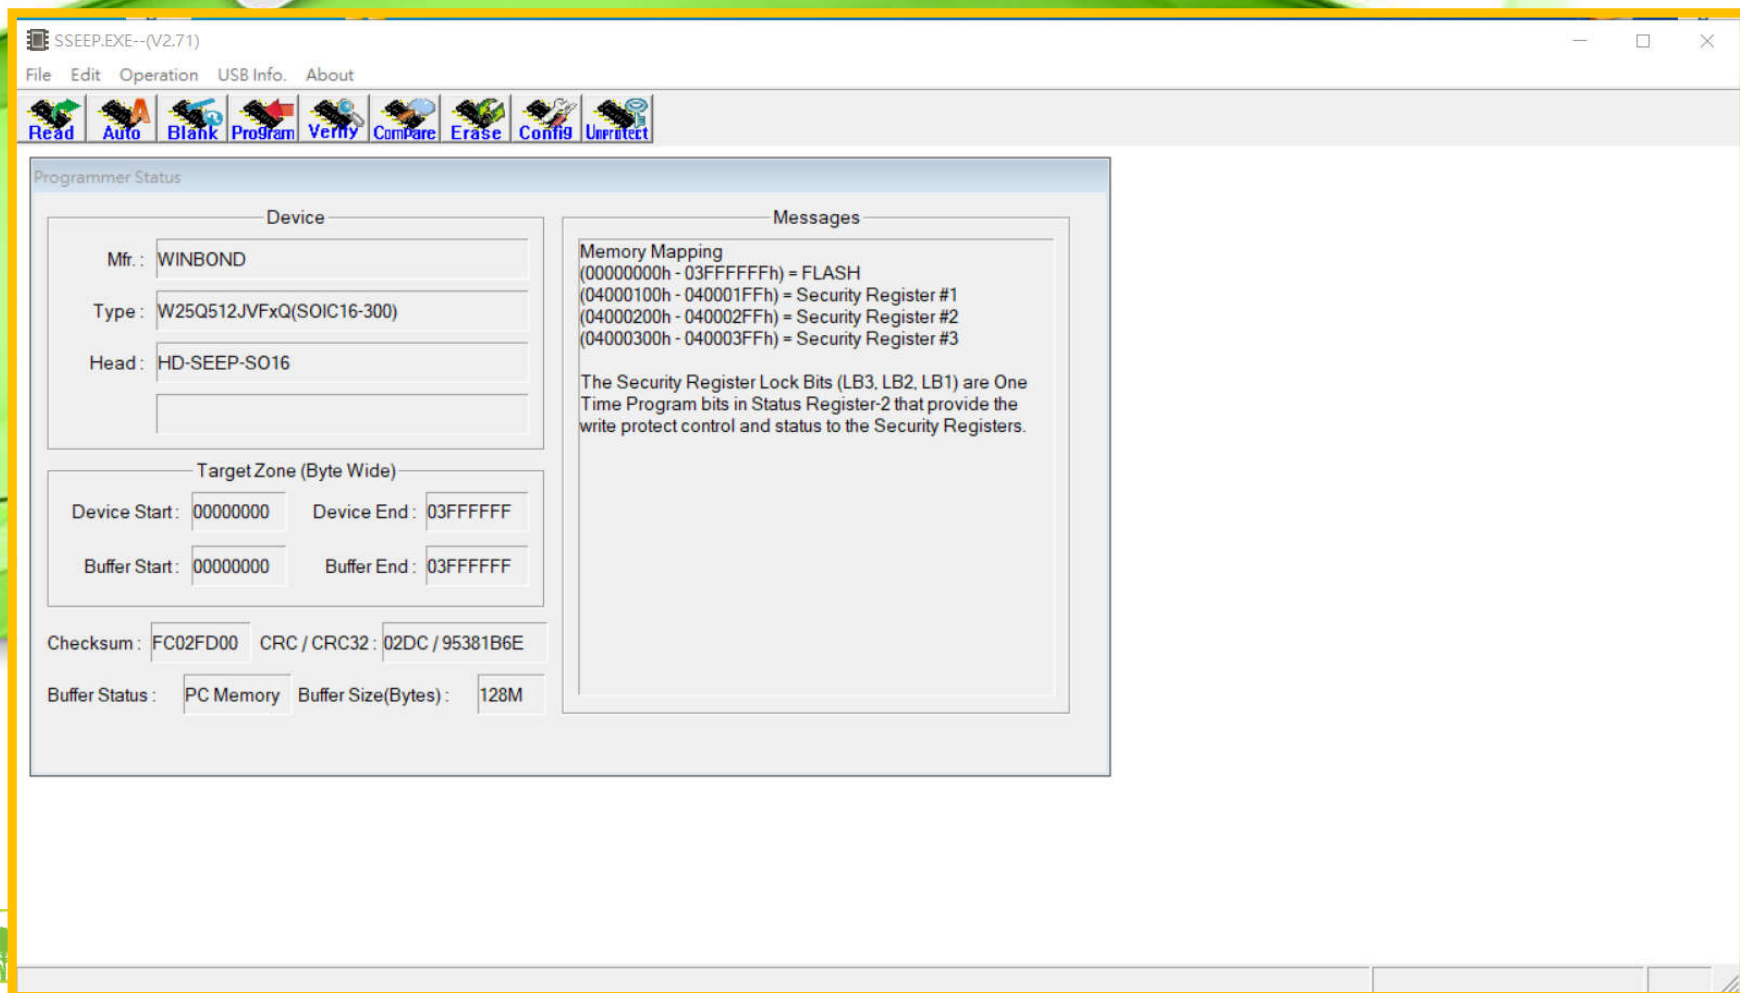 SSEEP.EXE--(V2.71)
File Edit Operation USB Info. About
Read Auto Blank Program Verify Compare Erase Config Unprotect
Programmer Status
Device
Mfr. : WINBOND
Type : W25Q512JVFxQ(SOIC16-300)
Head : HD-SEEP-SO16
Target Zone (Byte Wide)
Device Start : 00000000 Device End : 03FFFFFF
Buffer Start : 00000000 Buffer End : 03FFFFFF
Checksum : FC02FD00 CRC / CRC32 : 02DC / 95381B6E
Buffer Status : PC Memory Buffer Size(Bytes) : 128M
Messages
Memory Mapping
(00000000h - 03FFFFFFh) = FLASH
(04000100h - 040001FFh) = Security Register #1
(04000200h - 040002FFh) = Security Register #2
(04000300h - 040003FFh) = Security Register #3
The Security Register Lock Bits (LB3, LB2, LB1) are One
Time Program bits in Status Register-2 that provide the
write protect control and status to the Security Registers.